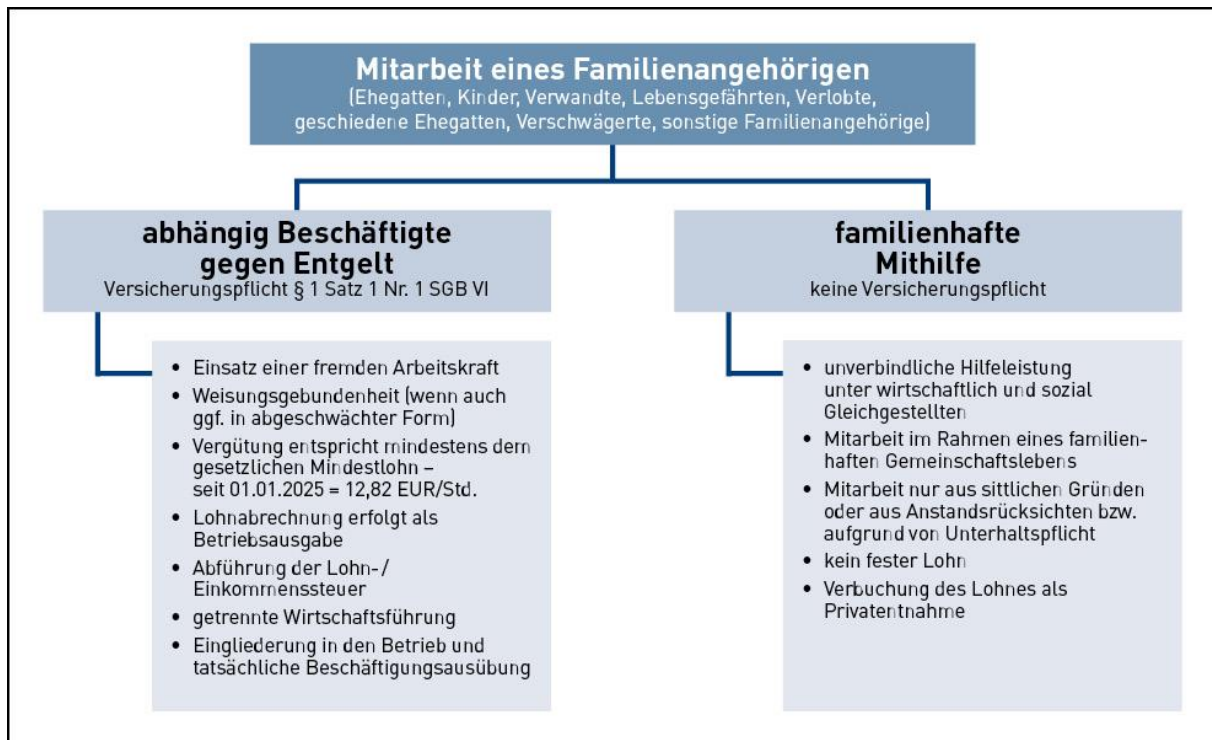 Mitarbeit eines Familienangehörigen
(Ehegatten, Kinder, Verwandte, Lebensgefährten, Verlobte,
geschiedene Ehegatten, Verschwägerte, sonstige Familienangehörige)
abhängig Beschäftigte
gegen Entgelt
Versicherungspflicht § 1 Satz 1 Nr. 1 SGB VI
• Einsatz einer fremden Arbeitskraft
• Weisungsgebundenheit (wenn auch
ggf. in abgeschwächter Form)
• Vergütung entspricht mindestens dem
gesetzlichen Mindestlohn –
seit 01.01.2025 = 12,82 EUR/Std.
• Lohnabrechnung erfolgt als
Betriebsausgabe
• Abführung der Lohn-/
Einkommenssteuer
• getrennte Wirtschaftsführung
• Eingliederung in den Betrieb und
tatsächliche Beschäftigungsausübung
familienhafte
Mithilfe
keine Versicherungspflicht
• unverbindliche Hilfeleistung
unter wirtschaftlich und sozial
Gleichgestellten
• Mitarbeit im Rahmen eines familien-
haften Gemeinschaftslebens
• Mitarbeit nur aus sittlichen Gründen
oder aus Anstandsrücksichten bzw.
aufgrund von Unterhaltspflicht
• kein fester Lohn
• Verbuchung des Lohnes als
Privatentnahme